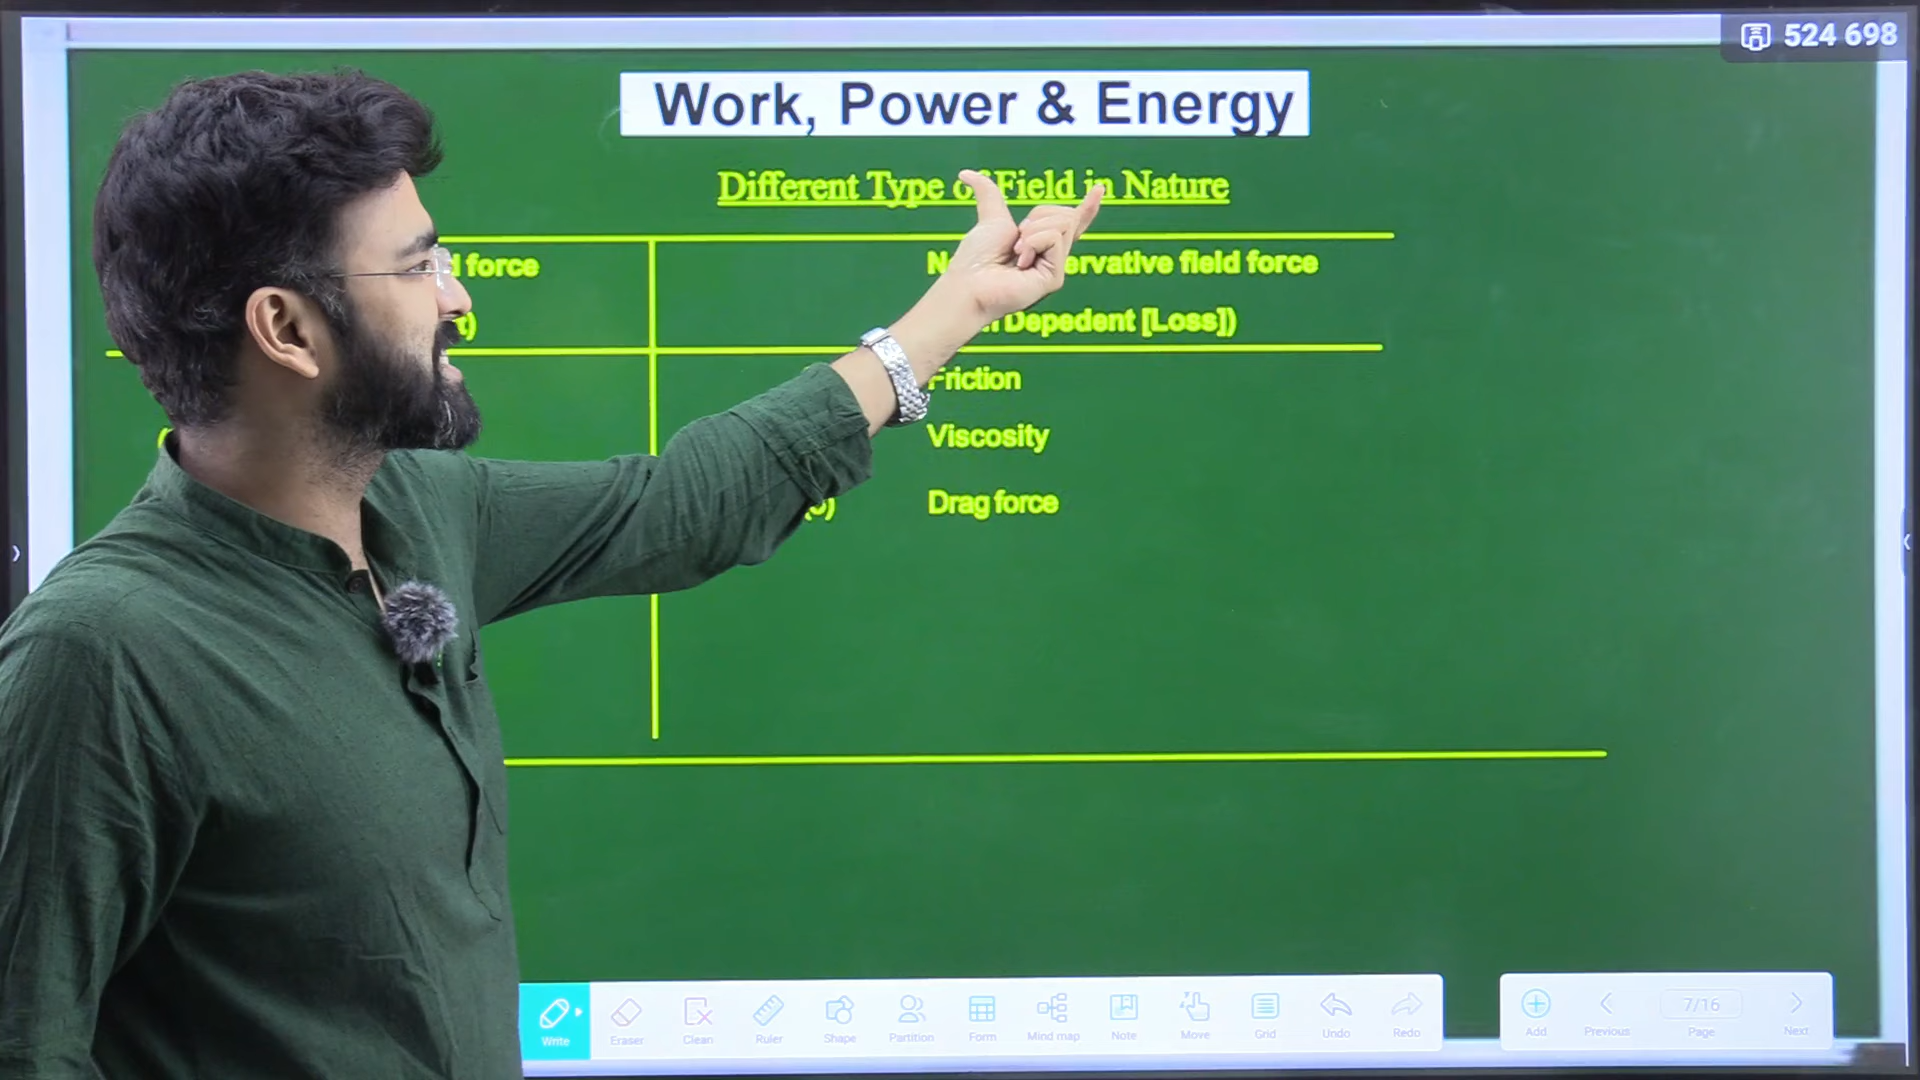 524 698
Work, Power & Energy
Different Type of Field in Nature
force
ervative field force
Depedent [Loss])
Friction
Viscosity
Drag force
Write
Eraser
Clean
Ruler
Shape
Partition
Form
Mind map
Note
Move
Grid
Undo
Redo
Add
Previous
7/16
Page
Next